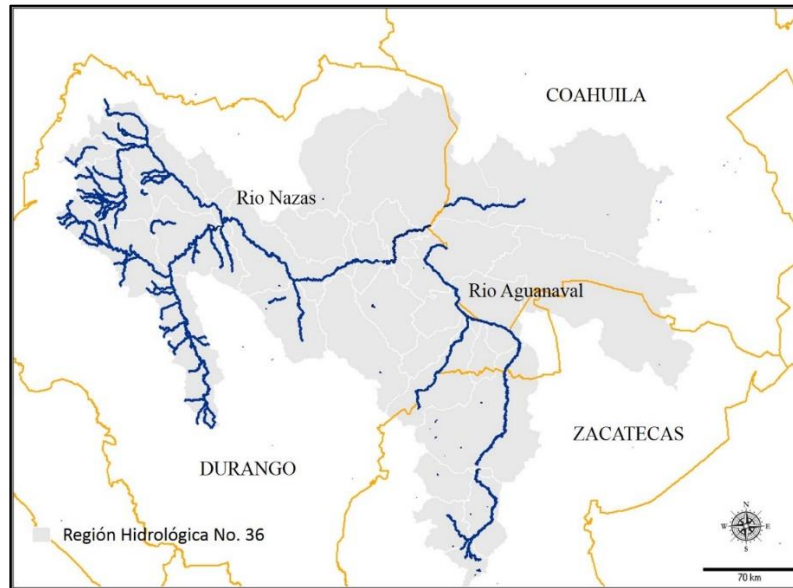 COAHUILA
Rio Nazas
Rio Aguanaval
ZACATECAS
DURANGO
Región Hidrológica No. 36
N
W E
S
70 km